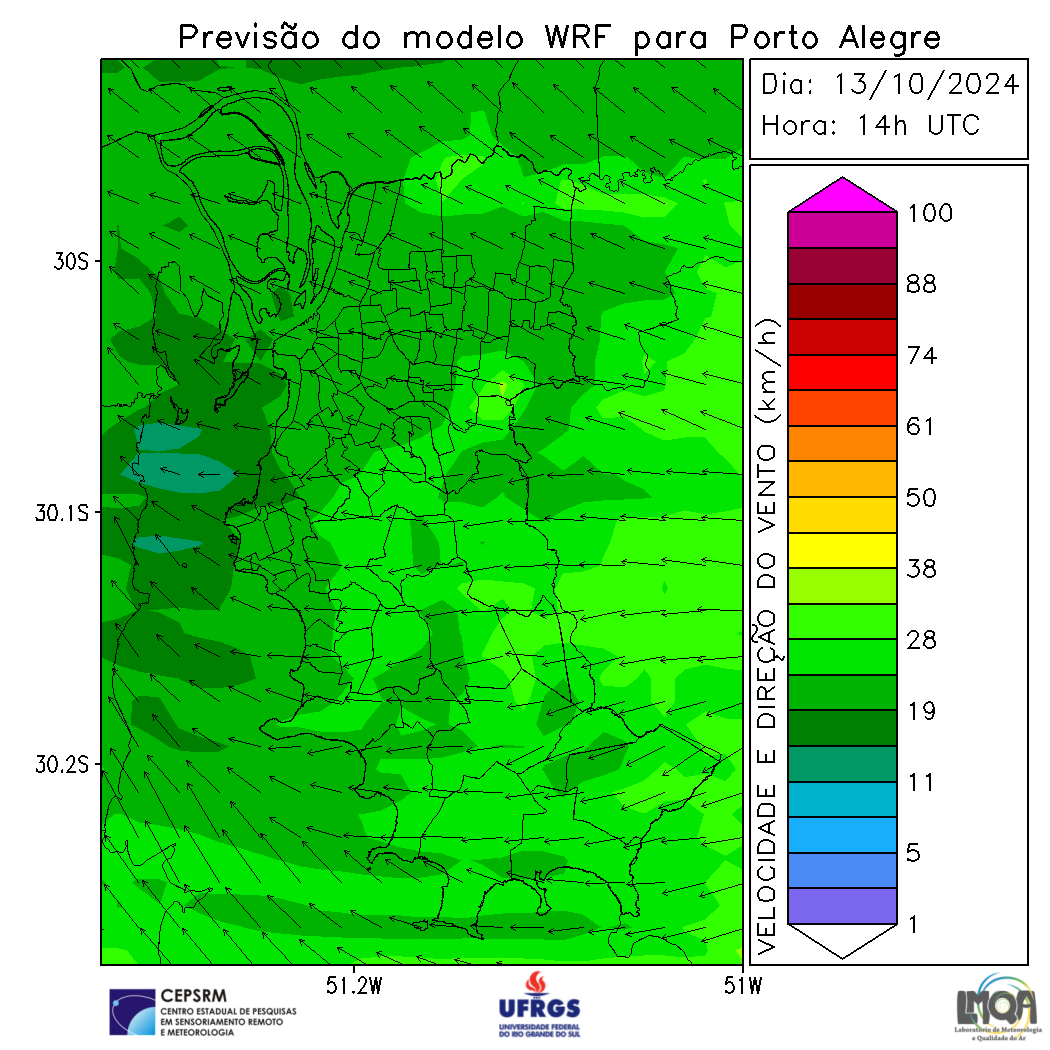 Previsão do modelo WRF para Porto Alegre
Dia: 13/10/2024
Hora: 14h UTC
30S
30.1S
30.2S
51.2W
51W
VELOCIDADE E DIREÇÃO DO VENTO (km/h)
100
88
74
61
50
38
28
19
11
5
1
CEPSRM
CENTRO ESTADUAL DE PESQUISAS
EM SENSORIAMENTO REMOTO
E METEOROLOGIA
UFRGS
UNIVERSIDADE FEDERAL
DO RIO GRANDE DO SUL
LMQA
Laboratório de Meteorologia
e Qualidade do Ar